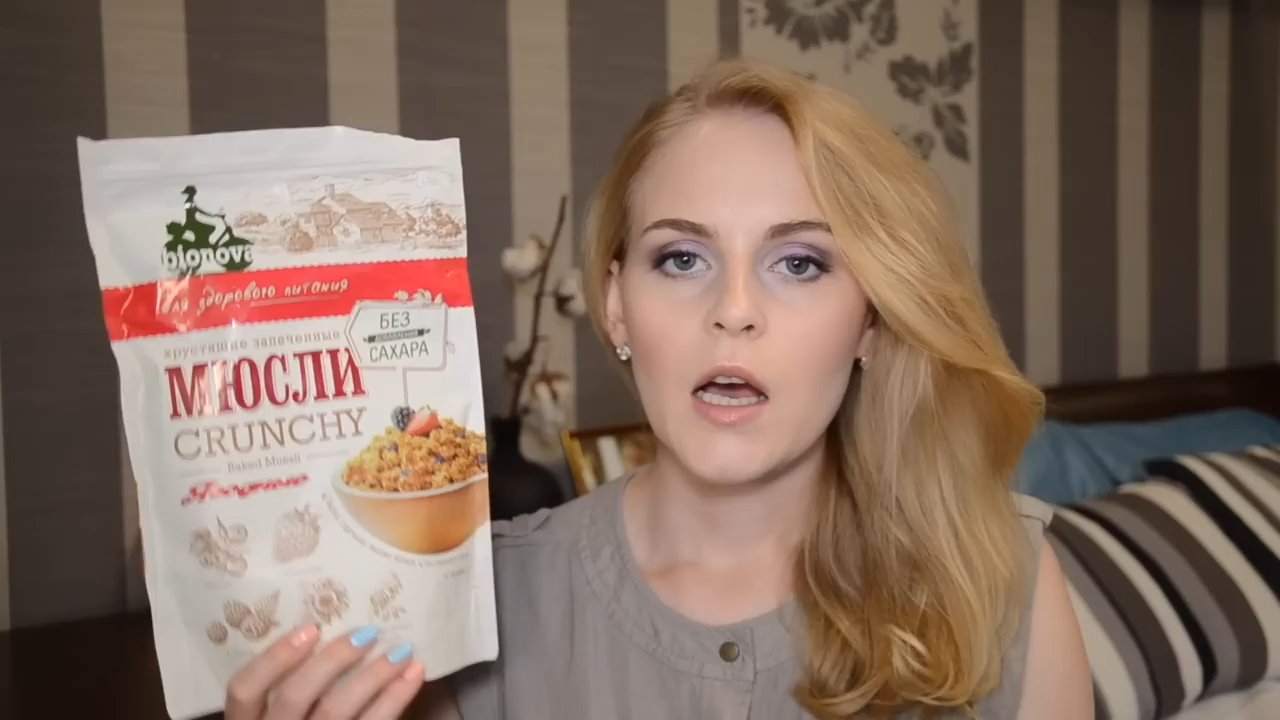 bionova
для здорового питания
хрустящие запеченные
БЕЗ
САХАРА
МЮСЛИ
CRUNCHY
Baked Muesli